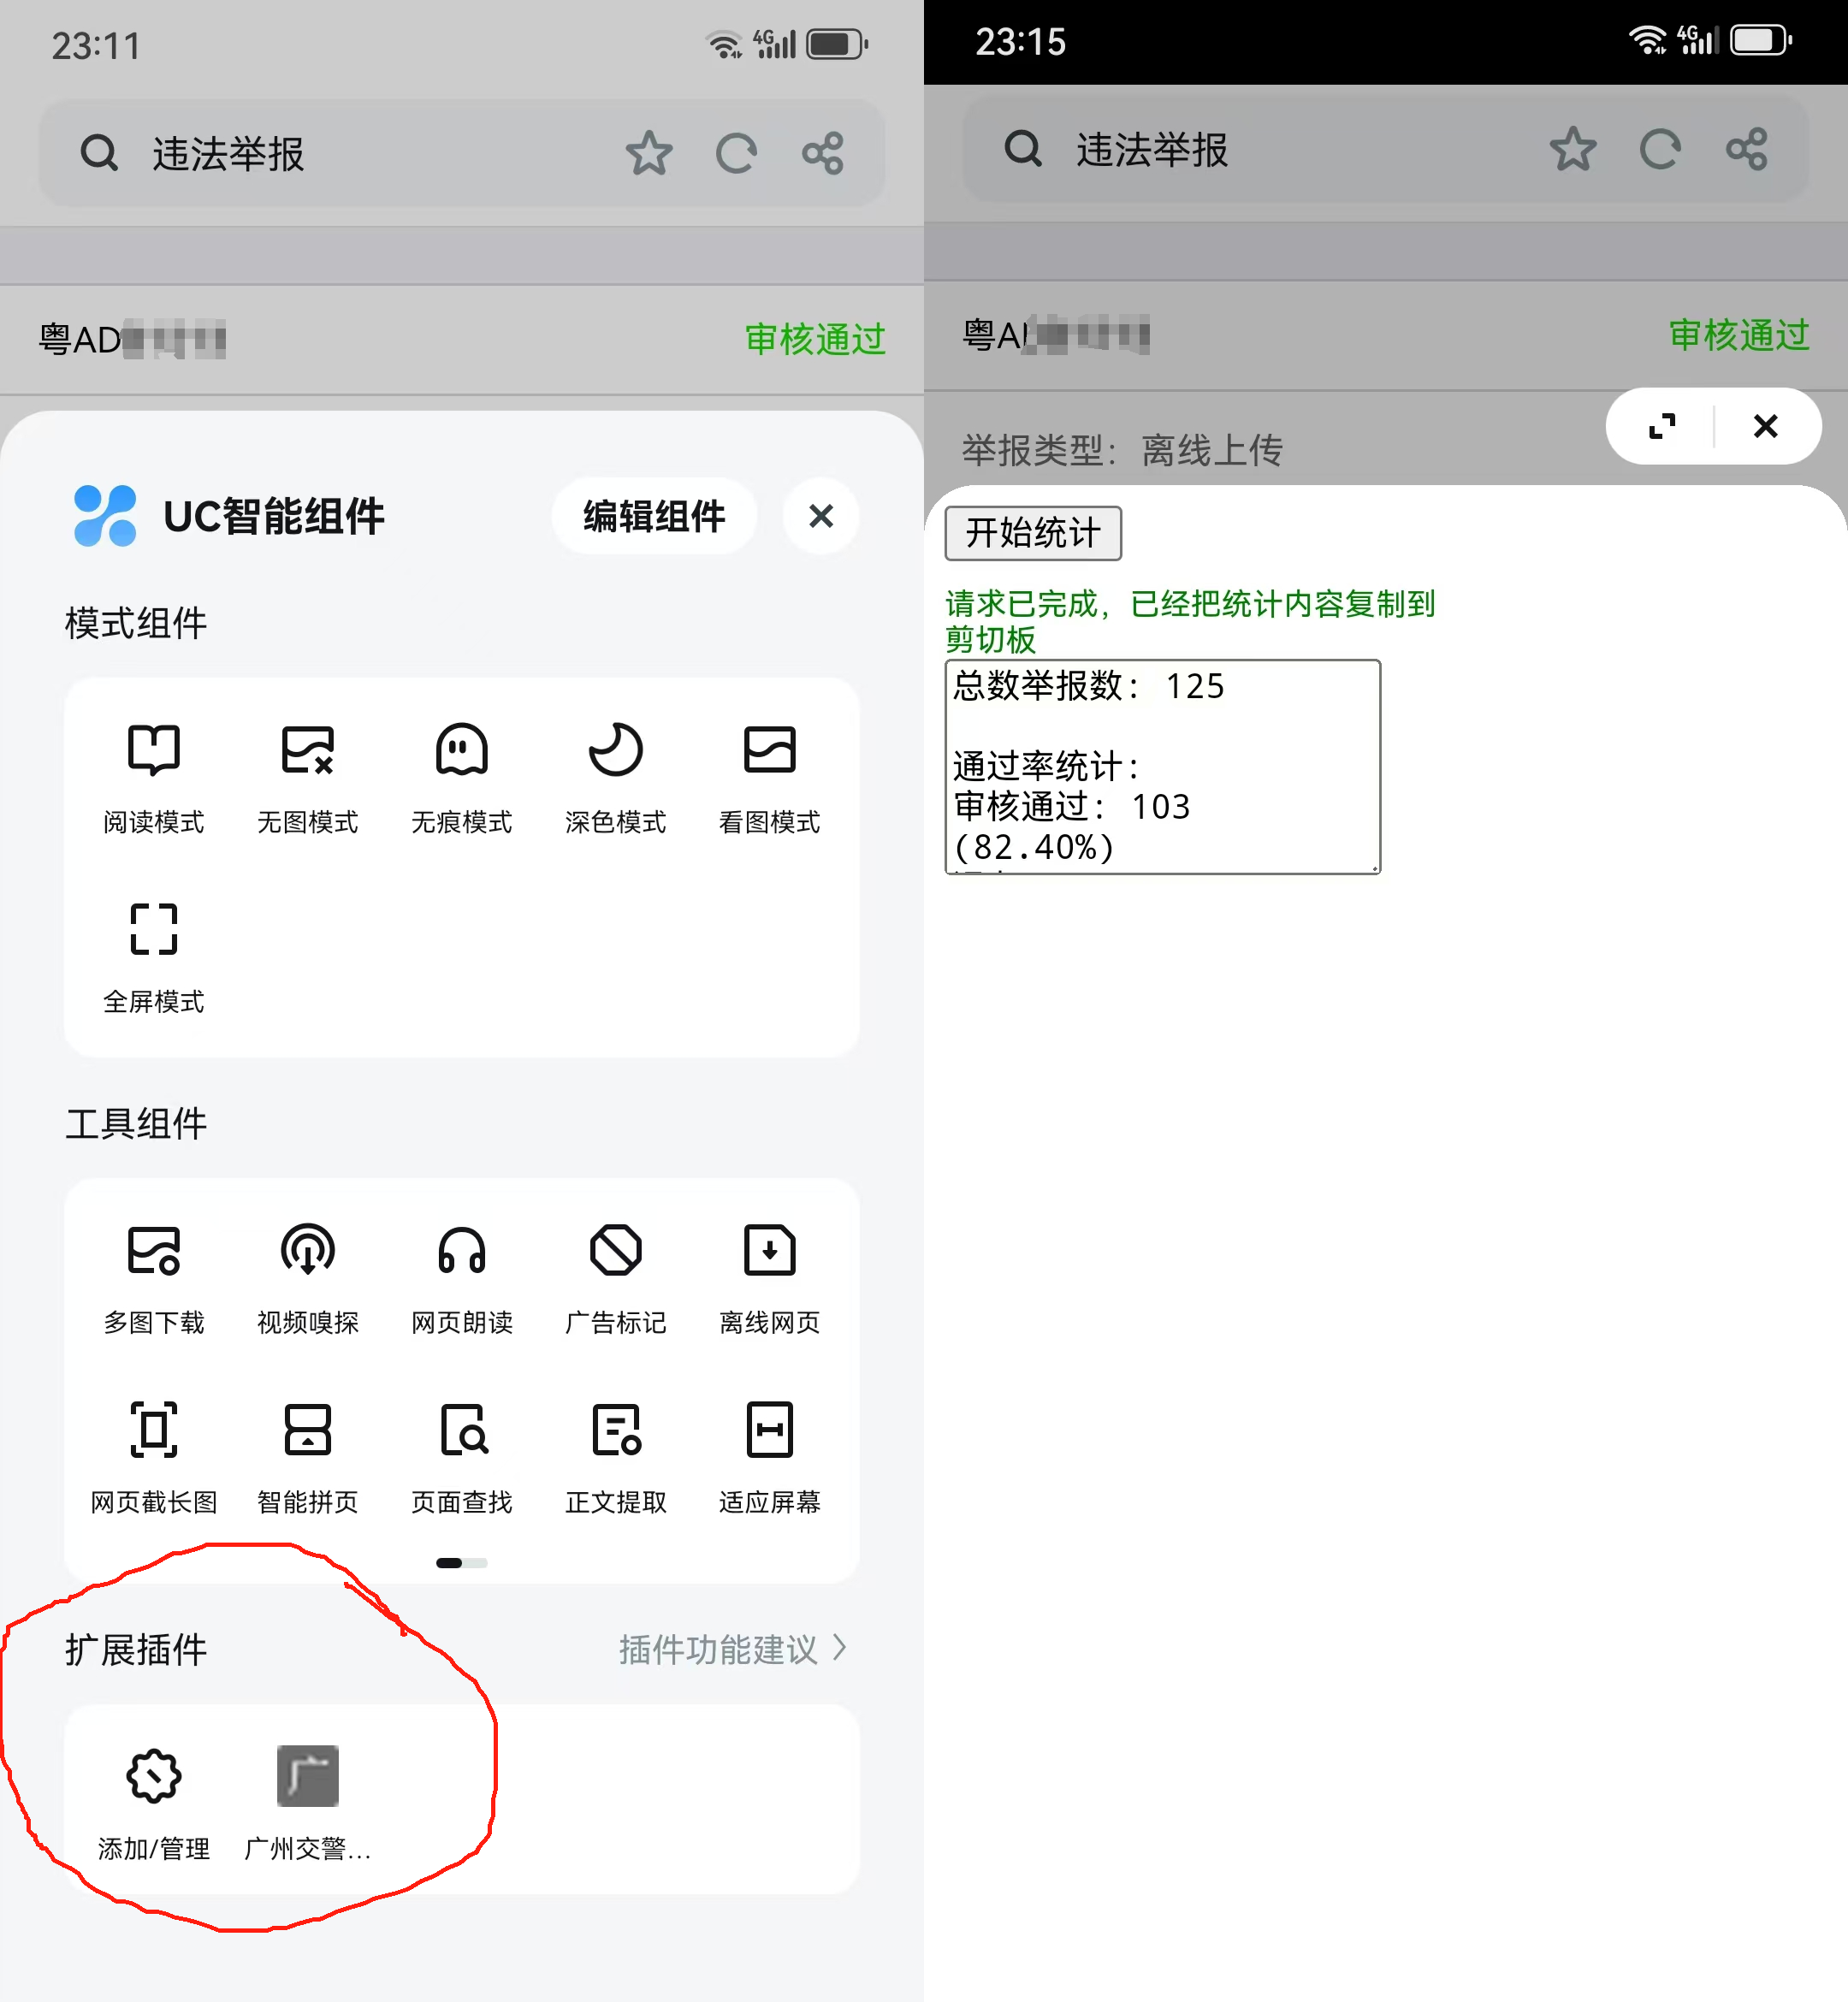 23:11
4G
违法举报
粤AD
审核通过
UC智能组件
编辑组件
模式组件
阅读模式
无图模式
无痕模式
深色模式
看图模式
全屏模式
工具组件
多图下载
视频嗅探
网页朗读
广告标记
离线网页
网页截长图
智能拼页
页面查找
正文提取
适应屏幕
扩展插件
插件功能建议
广
添加/管理
广州交警...
23:15
4G
违法举报
粤A
审核通过
举报类型：离线上传
开始统计
请求已完成，已经把统计内容复制到
剪切板
总数举报数：125
通过率统计：
审核通过：103
(82.40%)